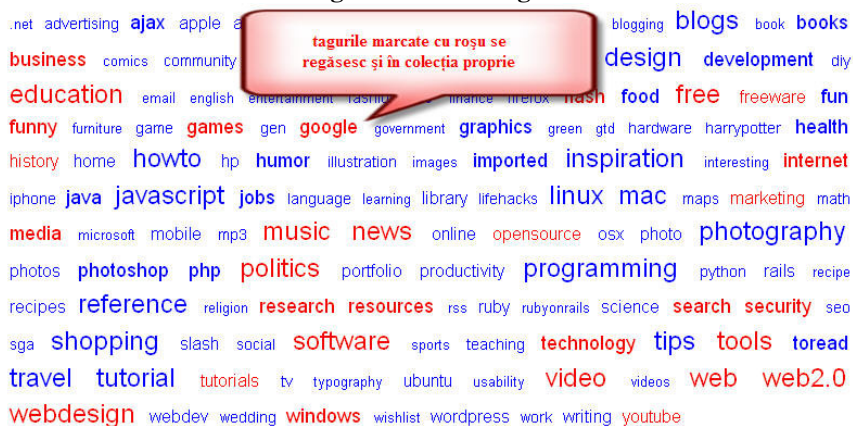 .net advertising ajax apple blogging blogs book books
tagurile marcate cu roșu se
regăsesc și în colecția proprie
business comics community design development diy
education email english entertainment finance firefox flash food free freeware fun
funny furniture game games gen google government graphics green gtd hardware harrypotter health
history home howto hp humor illustration images imported inspiration interesting internet
iphone java javascript jobs language learning library lifehacks linux mac maps marketing math
media microsoft mobile mp3 music news online opensource osx photo photography
photos photoshop php politics portfolio productivity programming python rails recipe
recipes reference religion research resources rss ruby rubyonrails science search security seo
sga shopping slash social software sports teaching technology tips tools toread
travel tutorial tutorials tv typography ubuntu usability video videos web web2.0
webdesign webdev wedding windows wishlist wordpress work writing youtube